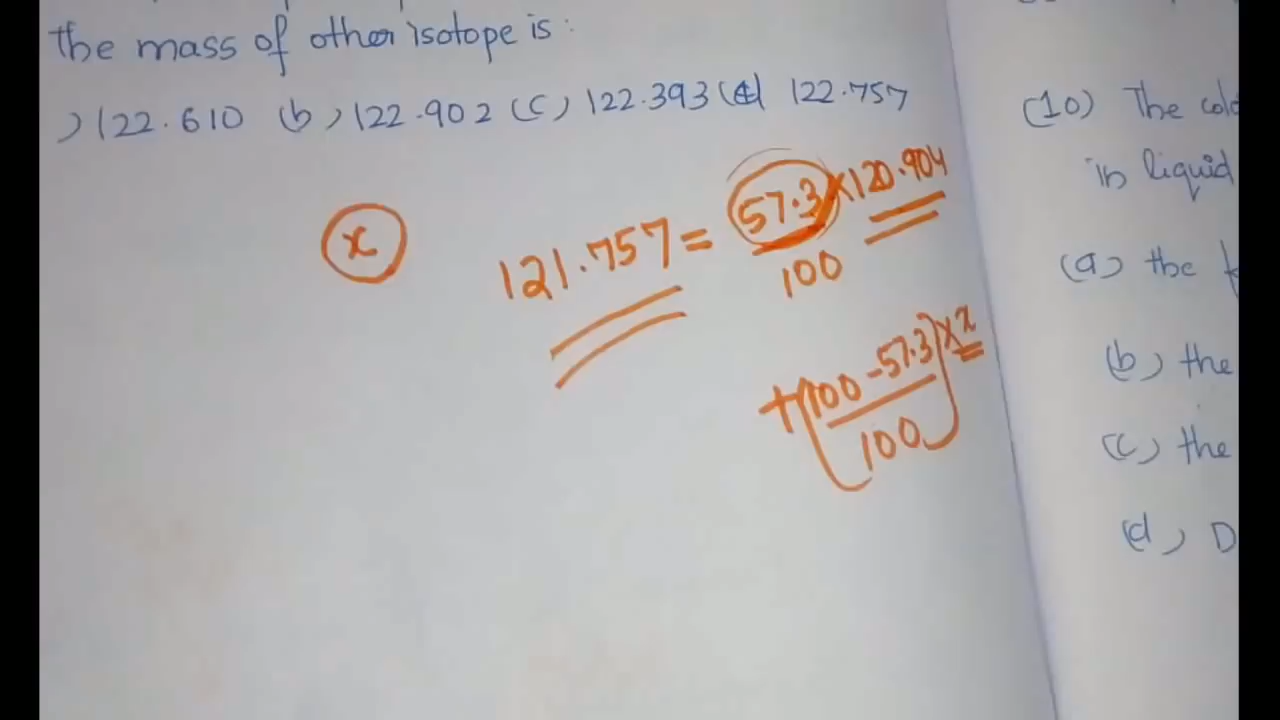 the mass of other isotope is :
) 122.610 (b) 122.902 (c) 122.393 (d) 122.757
x
121.757 = 57.3 × 120.904
100
+ (100 - 57.3) × x
100
(10) The
in liquid
(a) the
(b) the
(c) the
(d) D